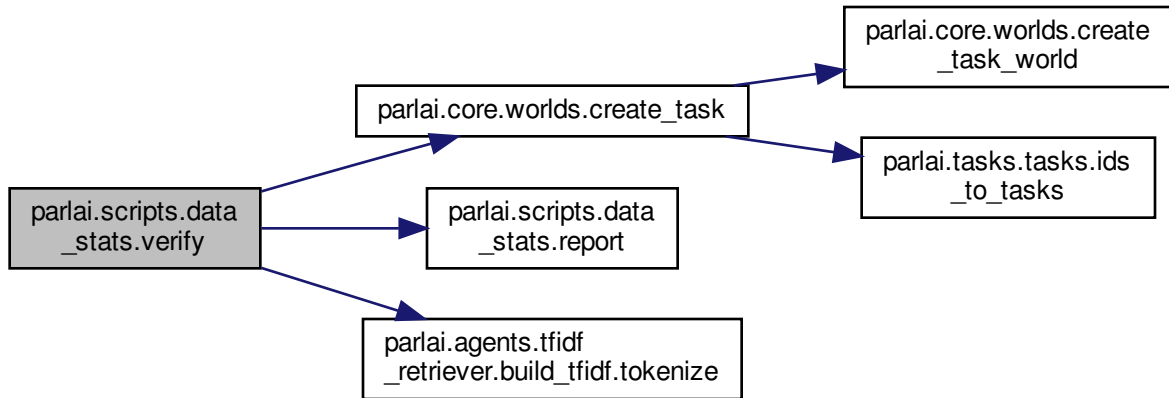 parlai.core.worlds.create
_task_world
parlai.core.worlds.create_task
parlai.tasks.tasks.ids
_to_tasks
parlai.scripts.data
_stats.verify
parlai.scripts.data
_stats.report
parlai.agents.tfidf
_retriever.build_tfidf.tokenize